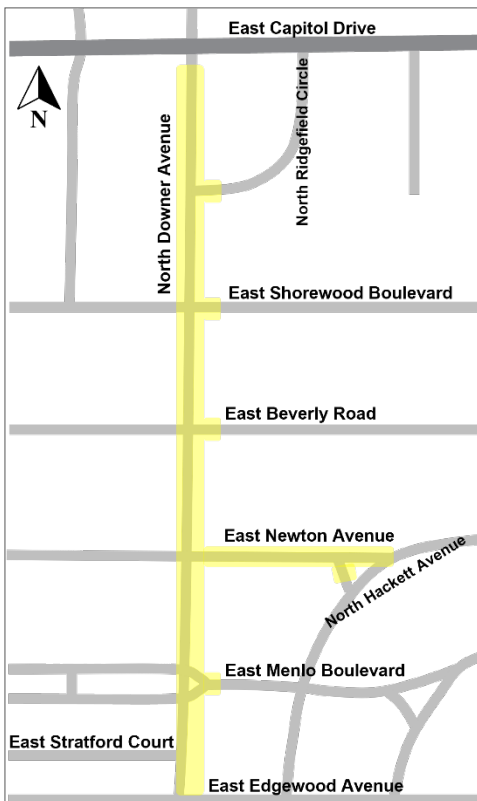 East Capitol Drive
N
North Ridgefield Circle
North Downer Avenue
East Shorewood Boulevard
East Beverly Road
East Newton Avenue
North Hackett Avenue
East Menlo Boulevard
East Stratford Court
East Edgewood Avenue